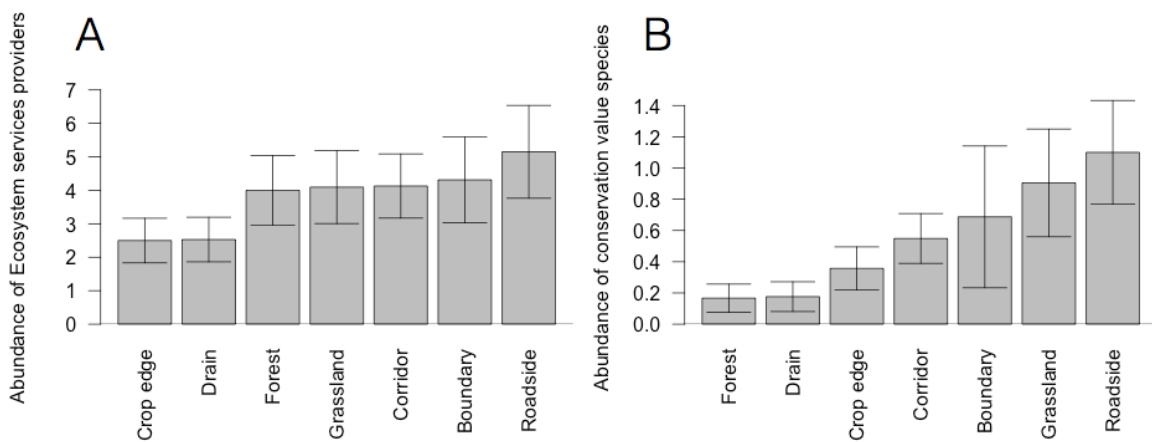 A
Abundance of Ecosystem services providers
7
6
5
4
3
2
1
0
Crop edge
Drain
Forest
Grassland
Corridor
Boundary
Roadside
B
Abundance of conservation value species
1.4
1.2
1.0
0.8
0.6
0.4
0.2
0.0
Forest
Drain
Crop edge
Corridor
Boundary
Grassland
Roadside